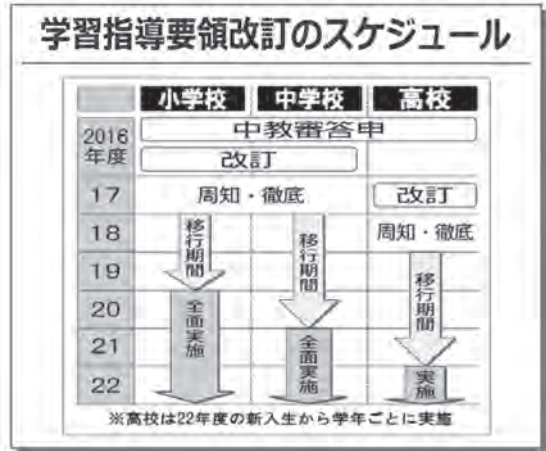 学習指導要領改訂のスケジュール
小学校 中学校 高校
2016年度
中教審答申
改訂
17
周知・徹底
改訂
18
移行期間
移行期間
周知・徹底
19
移行期間
20
全面実施
21
全面実施
22
実施
※高校は22年度の新入生から学年ごとに実施